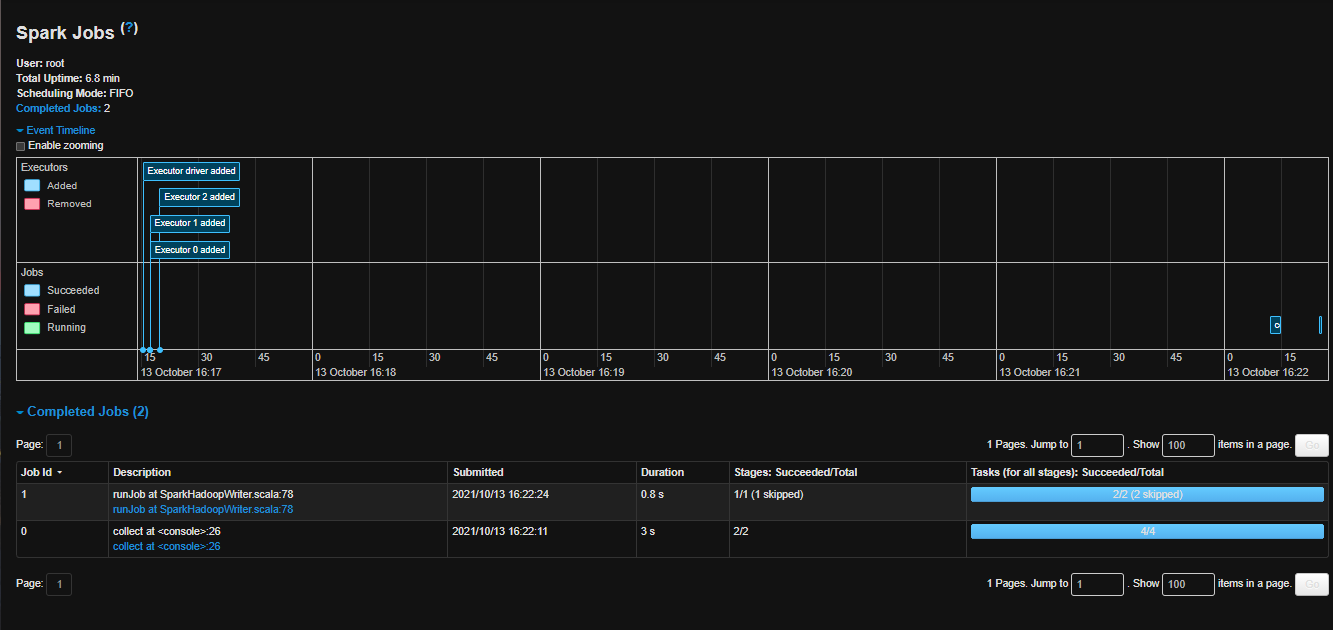 Spark Jobs (?)
User: root
Total Uptime: 6.8 min
Scheduling Mode: FIFO
Completed Jobs: 2
Event Timeline
Enable zooming
Executors
Added
Removed
Executor driver added
Executor 2 added
Executor 1 added
Executor 0 added
Jobs
Succeeded
Failed
Running
15 30 45 0 15 30 45 0 15 30 45 0 15 30 45 0 15 30 45 0 15
13 October 16:17 13 October 16:18 13 October 16:19 13 October 16:20 13 October 16:21 13 October 16:22
Completed Jobs (2)
Page: 1 1 Pages. Jump to 1 . Show 100 items in a page. Go
Job Id Description Submitted Duration Stages: Succeeded/Total Tasks (for all stages): Succeeded/Total
1 runJob at SparkHadoopWriter.scala:78 2021/10/13 16:22:24 0.8 s 1/1 (1 skipped) 2/2 (2 skipped)
runJob at SparkHadoopWriter.scala:78
0 collect at <console>:26 2021/10/13 16:22:11 3 s 2/2 4/4
collect at <console>:26
Page: 1 1 Pages. Jump to 1 . Show 100 items in a page. Go